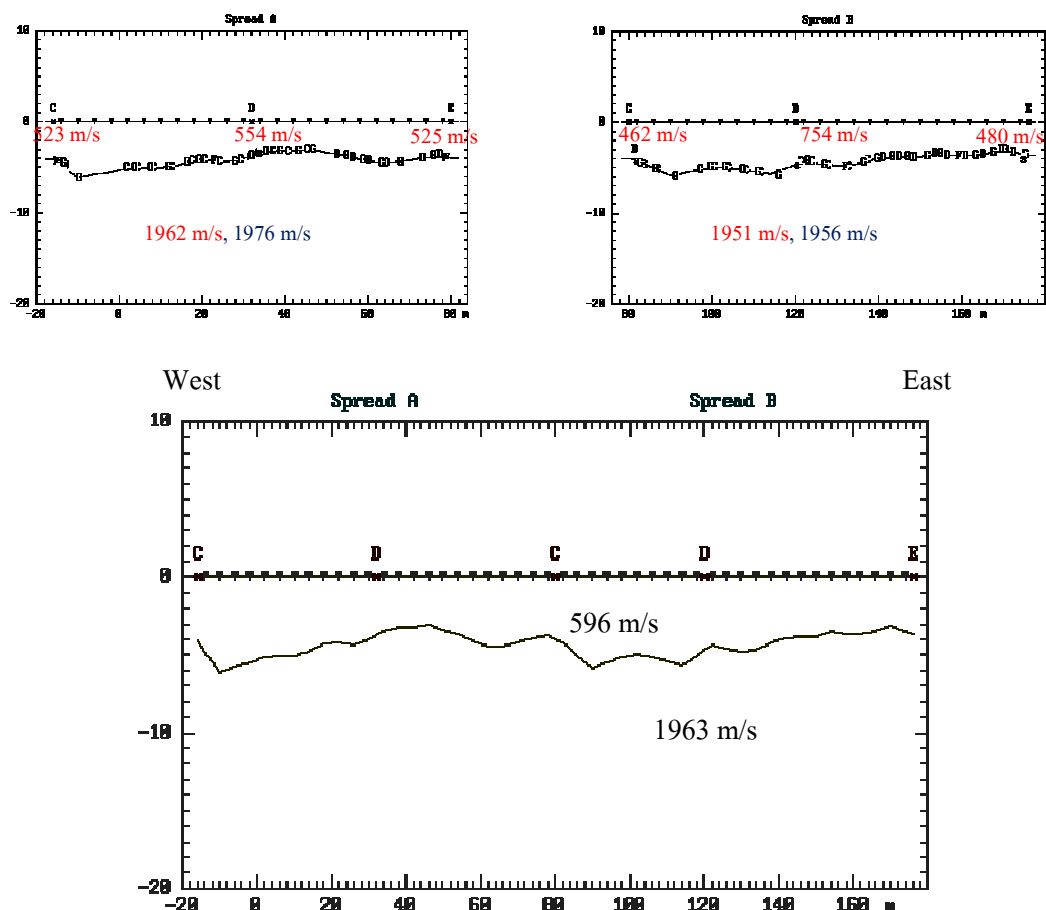 Spread A
10
C D E
0
523 m/s 554 m/s 525 m/s
-10
1962 m/s, 1976 m/s
-20
-20 0 20 40 60 80 m
Spread B
10
C D E
0
462 m/s 754 m/s 480 m/s
-10
1951 m/s, 1956 m/s
-20
80 100 120 140 160 m
West East
Spread A Spread B
10
C D C D E
0
596 m/s
-10
1963 m/s
-20
-20 0 20 40 60 80 100 120 140 160 m